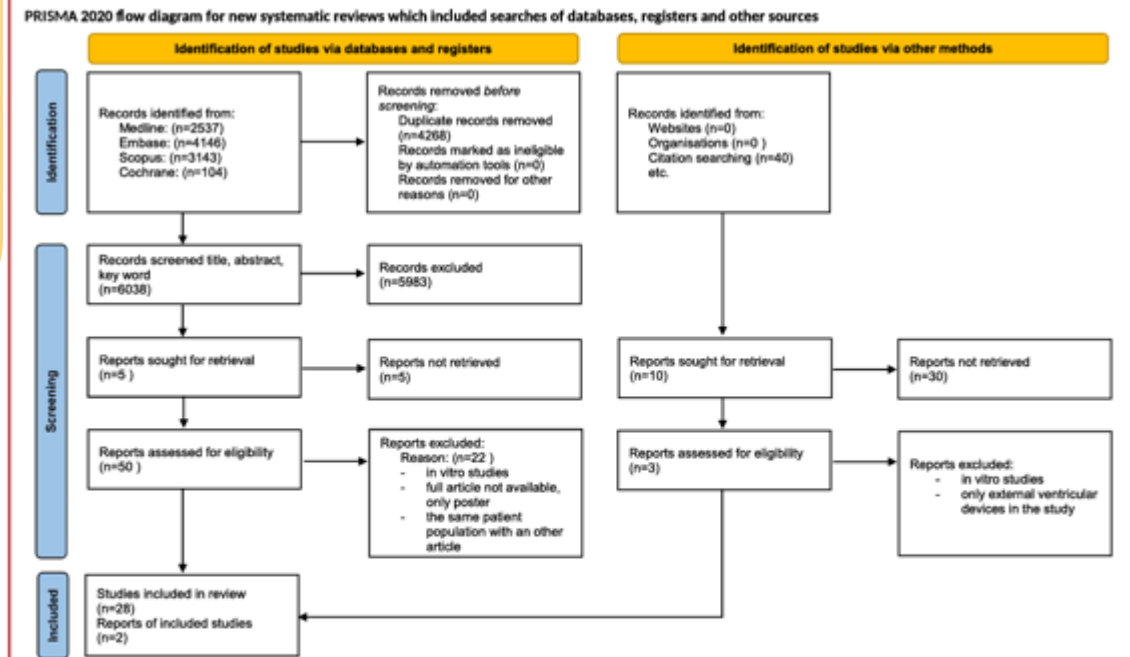 PRISMA 2020 flow diagram for new systematic reviews which included searches of databases, registers and other sources
Identification of studies via databases and registers
Identification of studies via other methods
Identification
Records identified from:
Medline: (n=2537)
Embase: (n=4146)
Scopus: (n=3143)
Cochrane: (n=104)
Records removed before
screening:
Duplicate records removed
(n=4268)
Records marked as ineligible
by automation tools (n=0)
Records removed for other
reasons (n=0)
Records identified from:
Websites (n=0)
Organisations (n=0 )
Citation searching (n=40)
etc.
Screening
Records screened title, abstract,
key word
(n=6038)
Records excluded
(n=5983)
Reports sought for retrieval
(n=5 )
Reports not retrieved
(n=5)
Reports sought for retrieval
(n=10)
Reports not retrieved
(n=30)
Reports assessed for eligibility
(n=50 )
Reports excluded:
Reason: (n=22 )
- in vitro studies
- full article not available,
only poster
- the same patient
population with an other
article
Reports assessed for eligibility
(n=3)
Reports excluded:
- in vitro studies
- only external ventricular
devices in the study
Included
Studies included in review
(n=28)
Reports of included studies
(n=2)